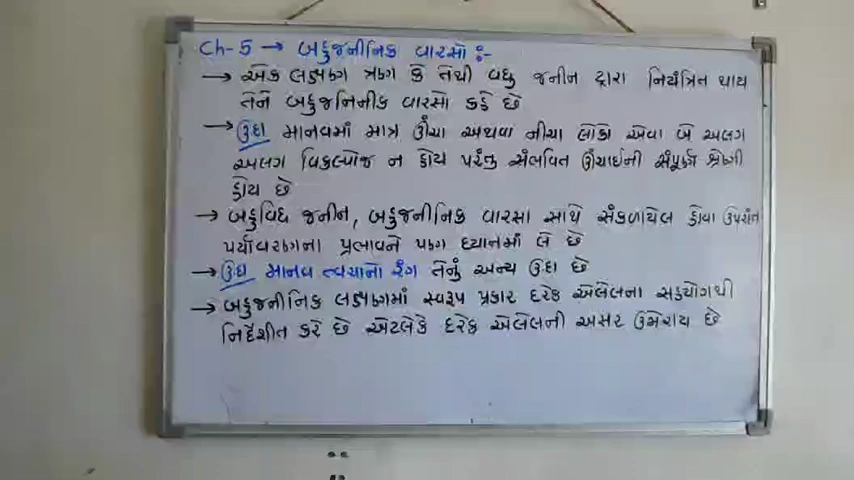 Ch-5 → બહુજનીનિક વારસો :-
→ એક લક્ષણ ત્રણ કે તેથી વધુ જનીન દ્વારા નિયંત્રિત થાય
તેને બહુજનિનીક વારસો કહે છે
→ ઉદા માનવમાં માત્ર ઊંચા અથવા નીચા લોકો એવા બે અલગ
અલગ વિકલ્પોજ ન હોય પરંતુ સંભવિત ઊંચાઈની સંપૂર્ણ શ્રેણી
હોય છે
→ બહુવિધ જનીન, બહુજનીનિક વારસા સાથે સંકળાયેલ હોવા ઉપરાંત
પર્યાવરણના પ્રભાવને પણ ધ્યાનમાં લે છે
→ ઉદા માનવ ત્વચાનો રંગ તેનું અન્ય ઉદા છે
→ બહુજનીનિક લક્ષણમાં સ્વરૂપ પ્રકાર દરેક એલેલના સહયોગથી
નિર્દેશીત કરે છે એટલેકે દરેક એલેલની અસર ઉમેરાય છે